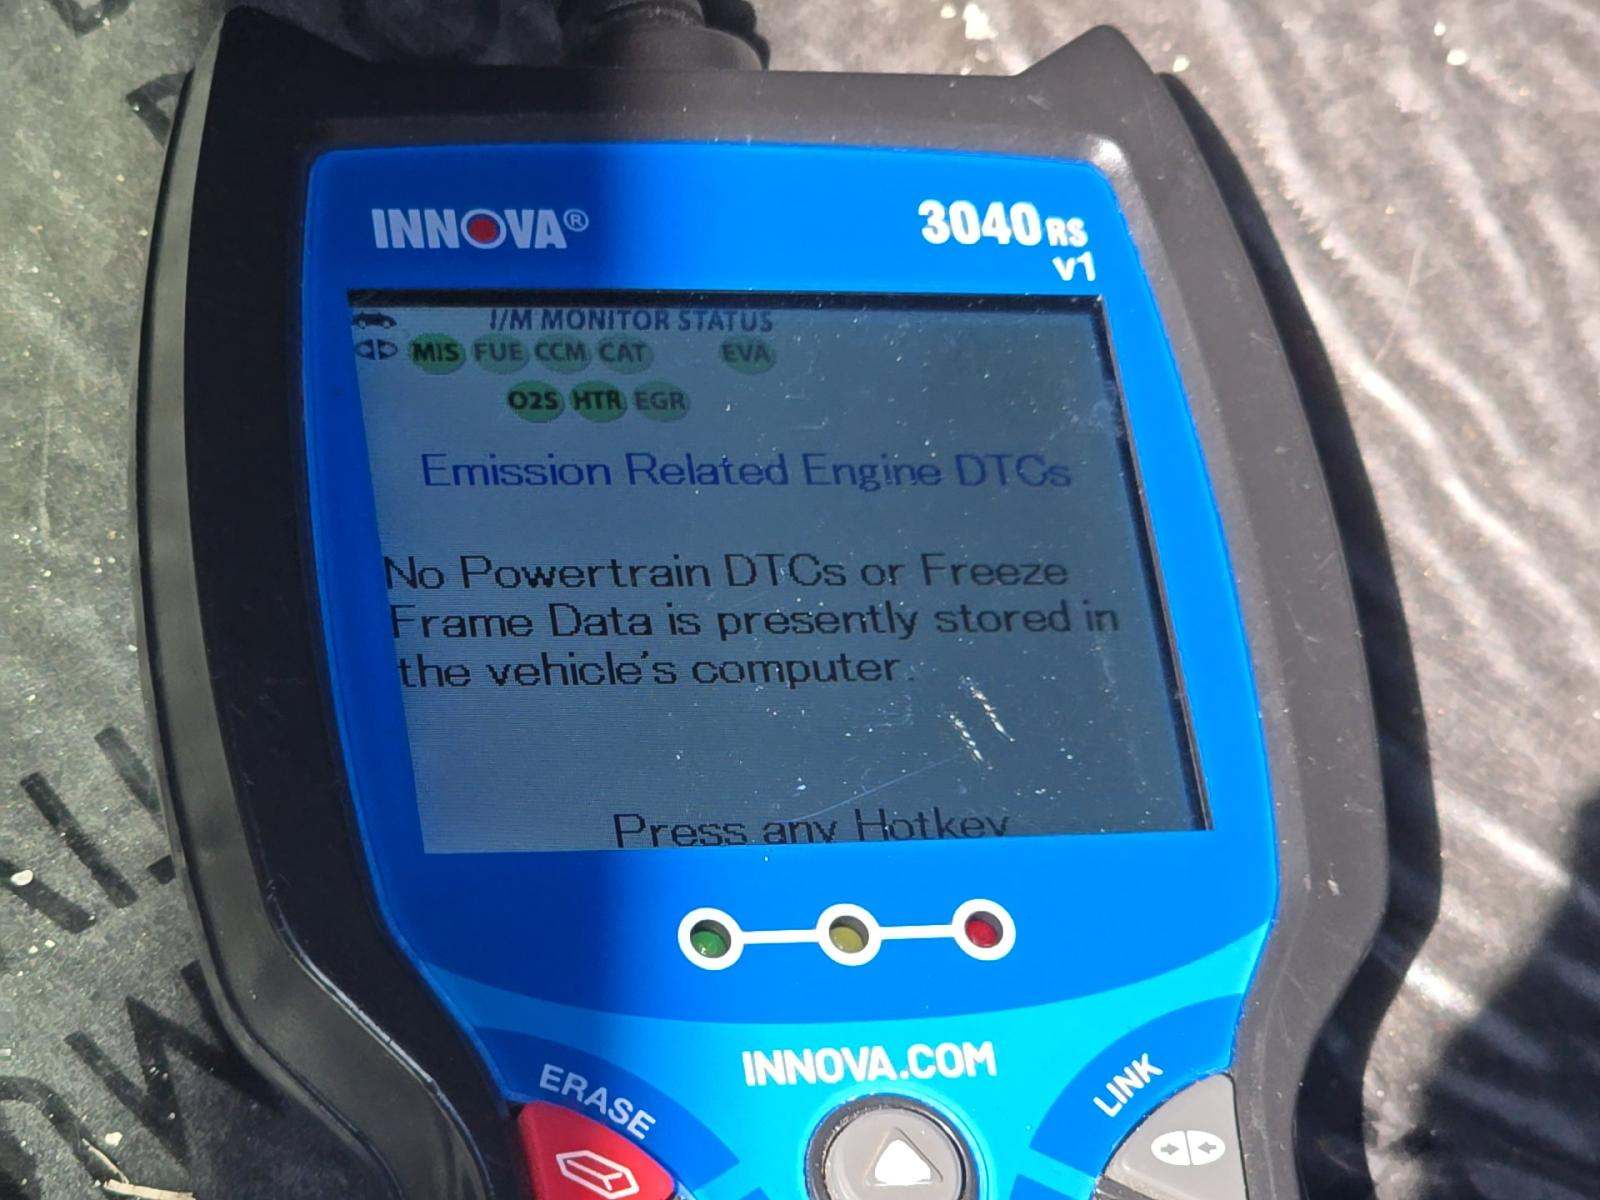 INNOVA®
3040RS
v1
I/M MONITOR STATUS
MIS FUE CCM CAT EVA
O2S HTR EGR
Emission Related Engine DTCs
No Powertrain DTCs or Freeze
Frame Data is presently stored in
the vehicle's computer.
Press any Hotkey
INNOVA.COM
ERASE
LINK